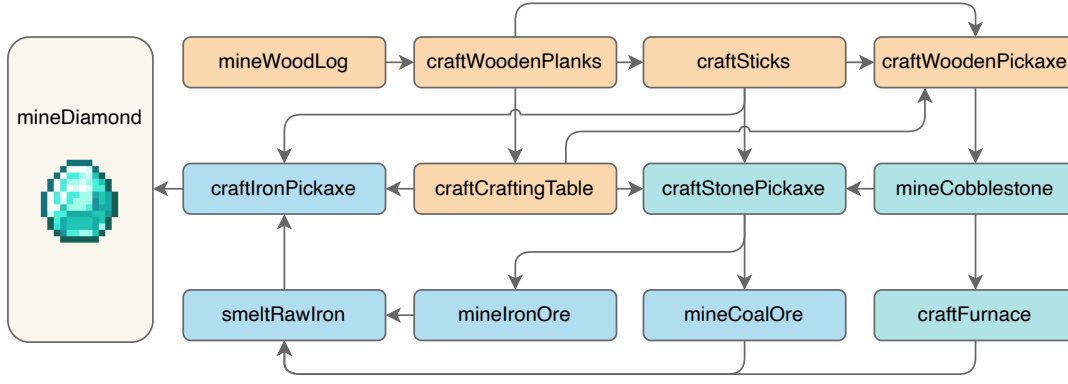 mineDiamond
mineWoodLog
craftWoodenPlanks
craftSticks
craftWoodenPickaxe
craftIronPickaxe
craftCraftingTable
craftStonePickaxe
mineCobblestone
smeltRawIron
mineIronOre
mineCoalOre
craftFurnace